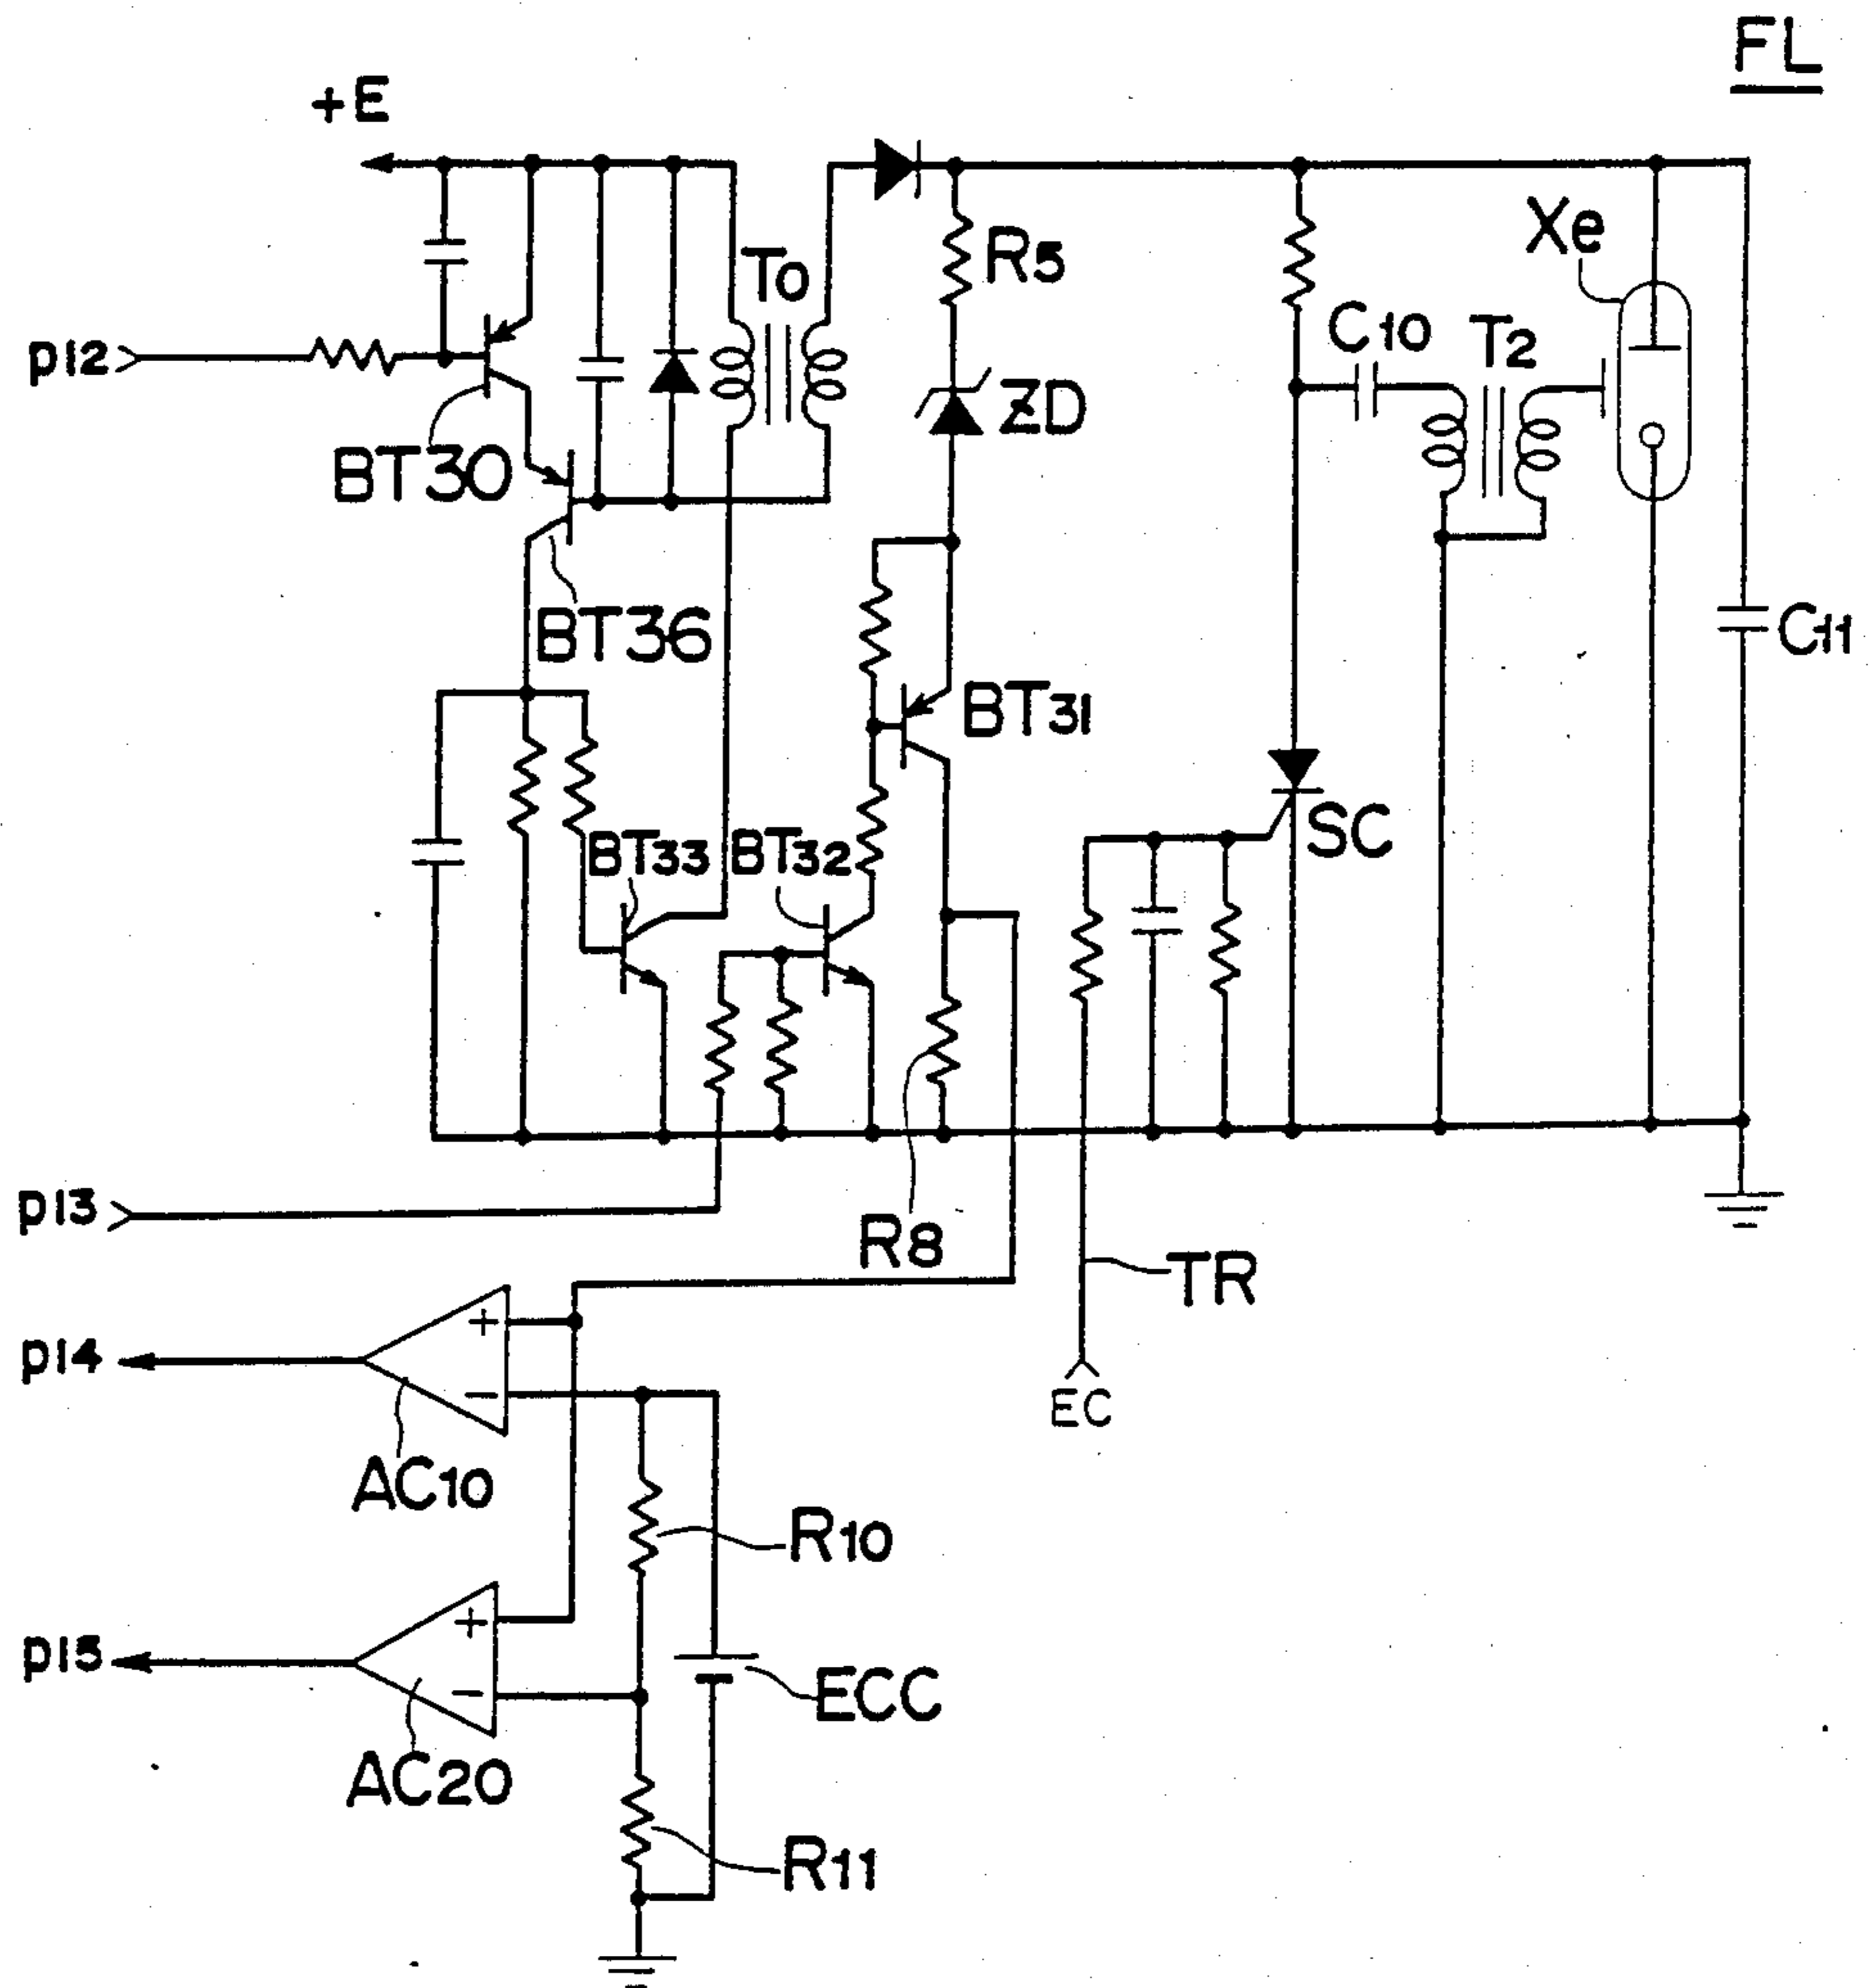 FL
+E
Xe
R5
T0
C10
T2
p12
ZD
BT30
BT36
C11
BT31
SC
BT33
BT32
p13
R8
TR
+
p14
−
EC
AC10
R10
+
p15
−
ECC
AC20
R11